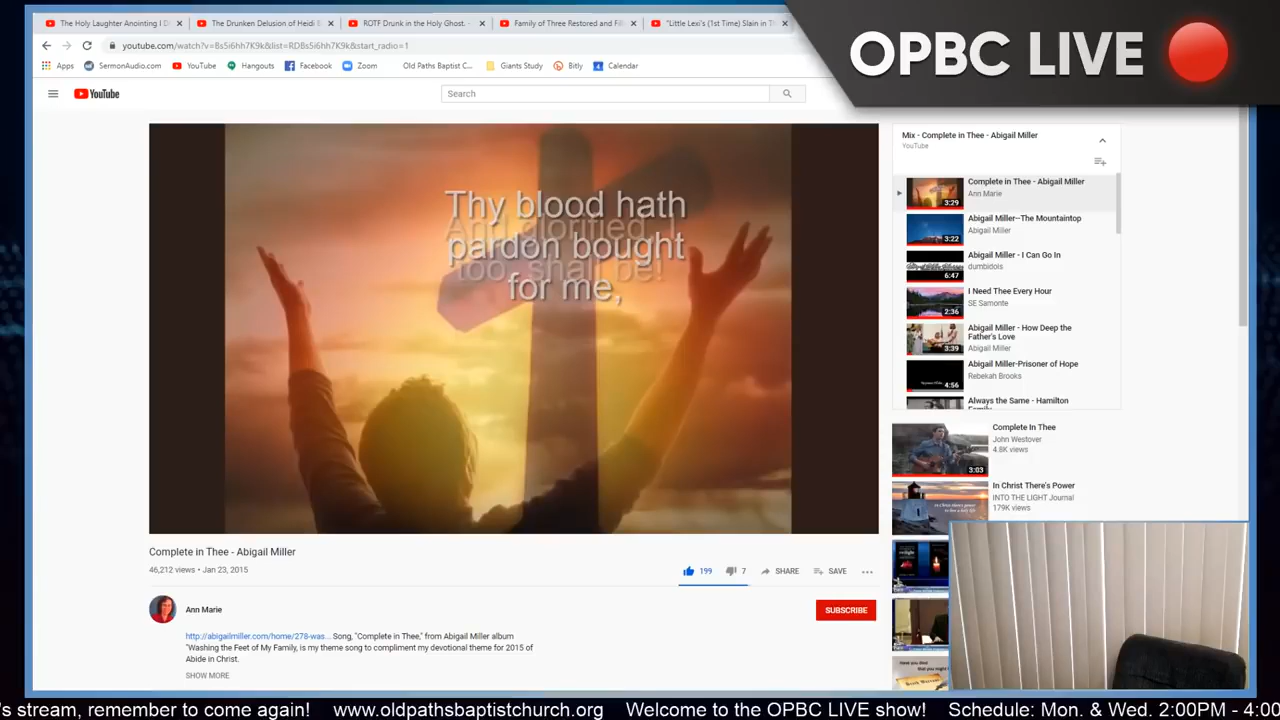 The Holy Laughter Anointing I D
The Drunken Delusion of Heidi B
ROTF Drunk in the Holy Ghost. -
Family of Three Restored and Fill
"Little Lexi's (1st Time) Slain in Th
OPBC LIVE
youtube.com/watch?v=Bs5i6hh7K9k&list=RDBs5i6hh7K9k&start_radio=1
Apps
SermonAudio.com
YouTube
Hangouts
Facebook
Zoom
Old Paths Baptist C...
Giants Study
Bitly
Calendar
YouTube
Search
Thy blood hath
pardon bought
for me,
Mix - Complete in Thee - Abigail Miller
YouTube
Complete in Thee - Abigail Miller
Ann Marie
3:29
Abigail Miller--The Mountaintop
Abigail Miller
3:22
Abigail Miller - I Can Go In
dumbidois
6:47
I Need Thee Every Hour
SE Samonte
2:36
Abigail Miller - How Deep the
Father's Love
Abigail Miller
3:39
Abigail Miller-Prisoner of Hope
Rebekah Brooks
4:56
Always the Same - Hamilton
Family
Complete In Thee
John Westover
4.8K views
3:03
In Christ There's Power
INTO THE LIGHT Journal
179K views
Complete in Thee - Abigail Miller
46,212 views • Jan 23, 2015
199
7
SHARE
SAVE
Ann Marie
SUBSCRIBE
http://abigailmiller.com/home/278-was... Song, "Complete in Thee," from Abigail Miller album
"Washing the Feet of My Family, is my theme song to compliment my devotional theme for 2015 of
Abide in Christ.
SHOW MORE
's stream, remember to come again! www.oldpathsbaptistchurch.org Welcome to the OPBC LIVE show! Schedule: Mon. & Wed. 2:00PM - 4:00